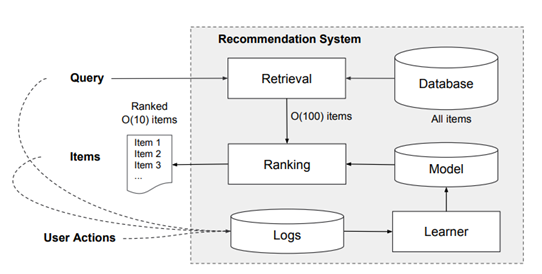 Recommendation System
Query
Retrieval
Database
Ranked
O(10) items
O(100) items
All items
Items
Item 1
Item 2
Item 3
...
Ranking
Model
User Actions
Logs
Learner